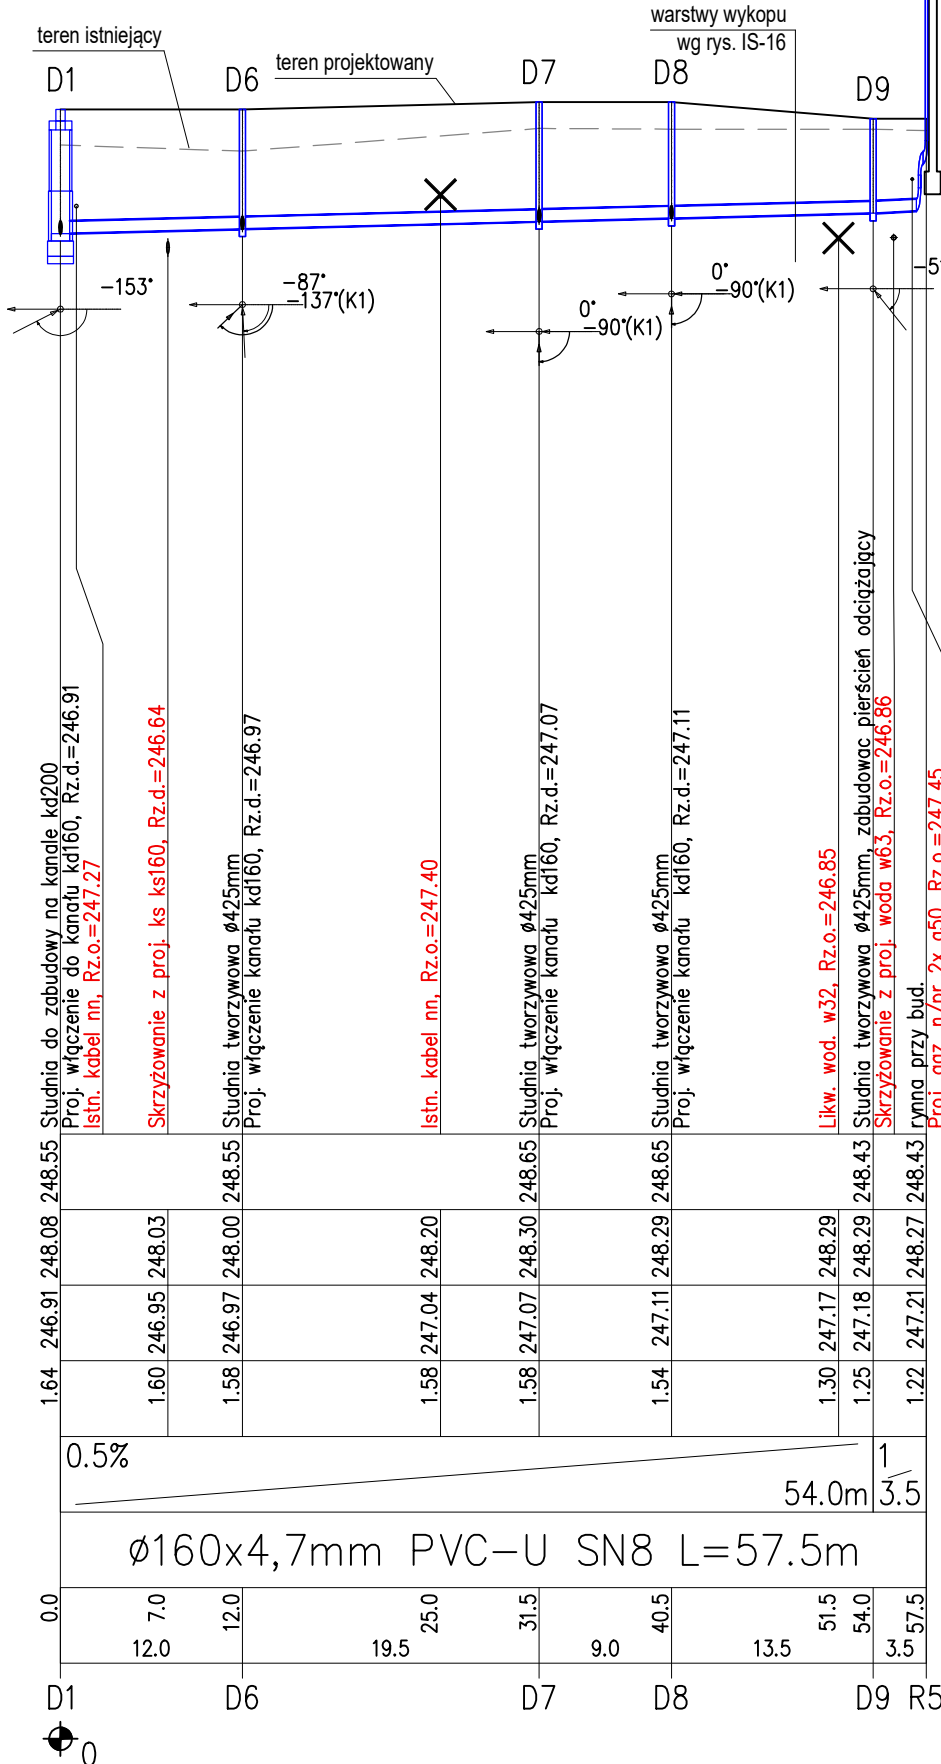 teren istniejący
teren projektowany
warstwy wykopu
wg rys. IS-16
D1
D6
D7
D8
D9
-153°
-87°
-137°(K1)
0°
-90°(K1)
0°
-90°(K1)
Studnia do zabudowy na kanale kd200
Proj. włączenie do kanału kd160, Rz.d.=246.91
Istn. kabel nn, Rz.o.=247.27
Skrzyżowanie z proj. ks ks160, Rz.d.=246.64
Studnia tworzywowa ø425mm
Proj. włączenie kanału kd160, Rz.d.=246.97
Istn. kabel nn, Rz.o.=247.40
Studnia tworzywowa ø425mm
Proj. włączenie kanału kd160, Rz.d.=247.07
Studnia tworzywowa ø425mm
Proj. włączenie kanału kd160, Rz.d.=247.11
Likw. wod. w32, Rz.o.=246.85
Studnia tworzywowa ø425mm, zabudowac pierścień odciążający
Skrzyżowanie z proj. woda w63, Rz.o.=246.86
rynna przy bud.
Proj. gaz. n/pr. 2x g50, Rz.o.=247.45
248.55 248.55 248.65 248.65 248.43 248.43
248.08 248.03 248.00 248.20 248.30 248.29 248.29 248.29 248.27
246.91 246.95 246.97 247.04 247.07 247.11 247.17 247.18 247.21
1.64 1.60 1.58 1.58 1.58 1.54 1.30 1.25 1.22
0.5% 1
54.0m 3.5
ø160x4,7mm PVC-U SN8 L=57.5m
0.0 7.0 12.0 25.0 31.5 40.5 51.5 54.0 57.5
12.0 19.5 9.0 13.5 3.5
D1 D6 D7 D8 D9 R5
0